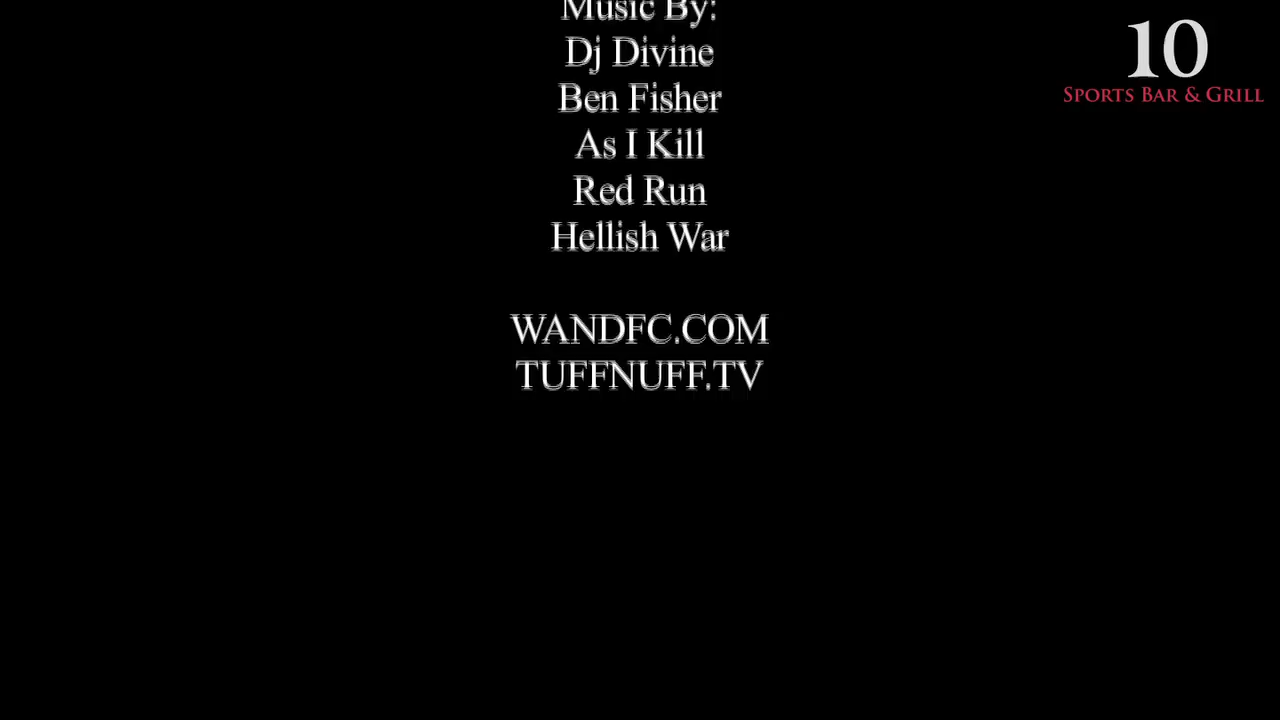 Music By:
Dj Divine
Ben Fisher
As I Kill
Red Run
Hellish War
WANDFC.COM
TUFFNUFF.TV
10
SPORTS BAR & GRILL